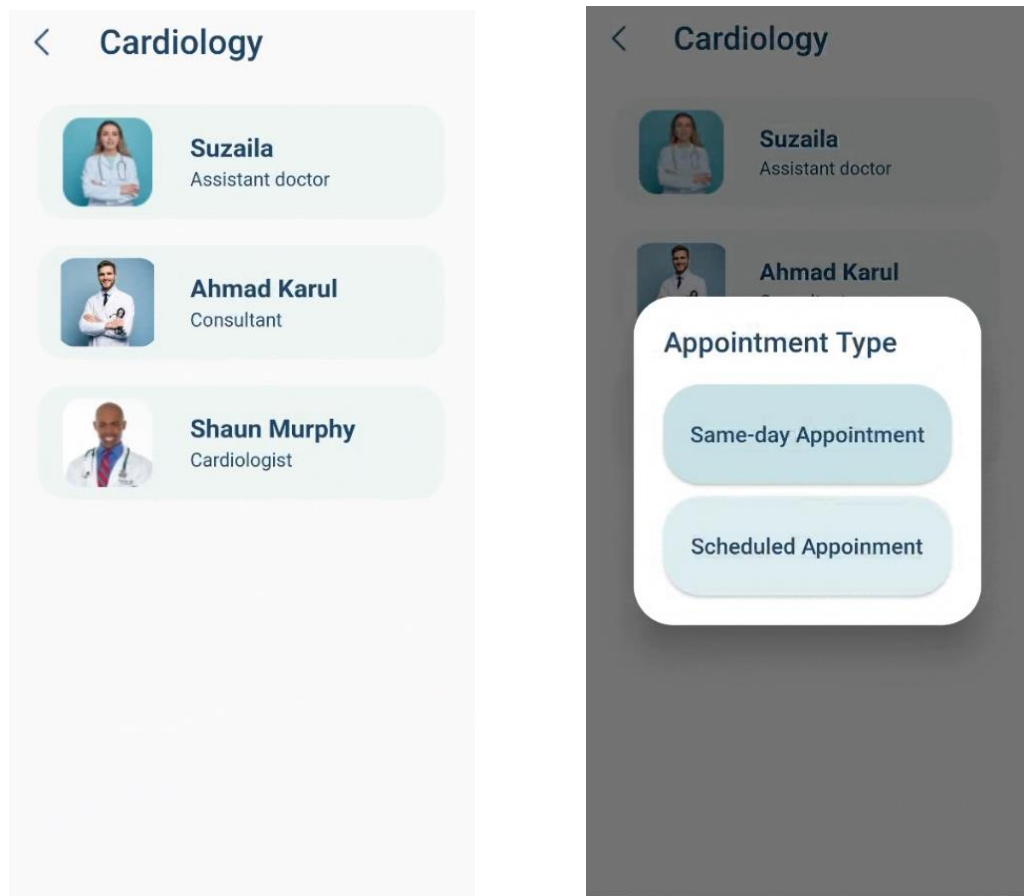 Cardiology
Suzaila
Assistant doctor
Ahmad Karul
Consultant
Shaun Murphy
Cardiologist
Cardiology
Suzaila
Assistant doctor
Ahmad Karul
Appointment Type
Same-day Appointment
Scheduled Appoinment